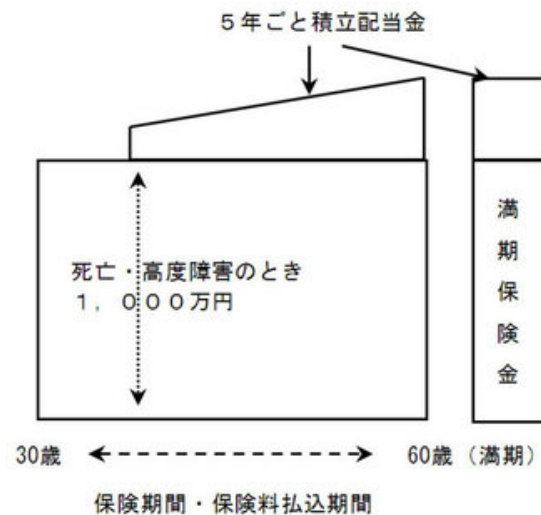 ５年ごと積立配当金
死亡・高度障害のとき
１，０００万円
満期保険金
30歳
60歳（満期）
保険期間・保険料払込期間